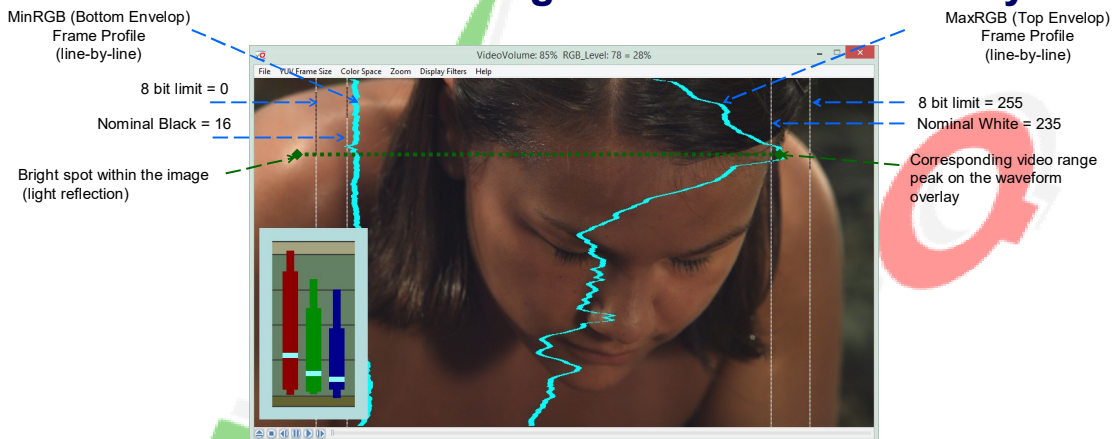 MinRGB (Bottom Envelop)
Frame Profile
(line-by-line)
8 bit limit = 0
Nominal Black = 16
Bright spot within the image
(light reflection)
VideoVolume: 85% RGB_Level: 78 = 28%
File YUV Frame Size Color Space Zoom Display Filters Help
MaxRGB (Top Envelop)
Frame Profile
(line-by-line)
8 bit limit = 255
Nominal White = 235
Corresponding video range
peak on the waveform
overlay